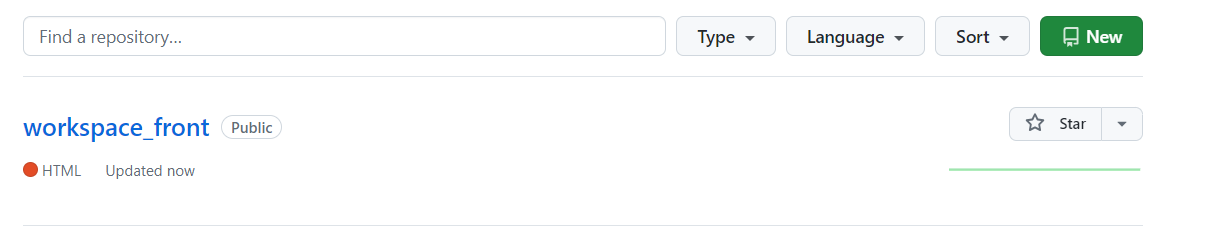 Find a repository... Type Language Sort New
workspace_front Public Star
HTML Updated now